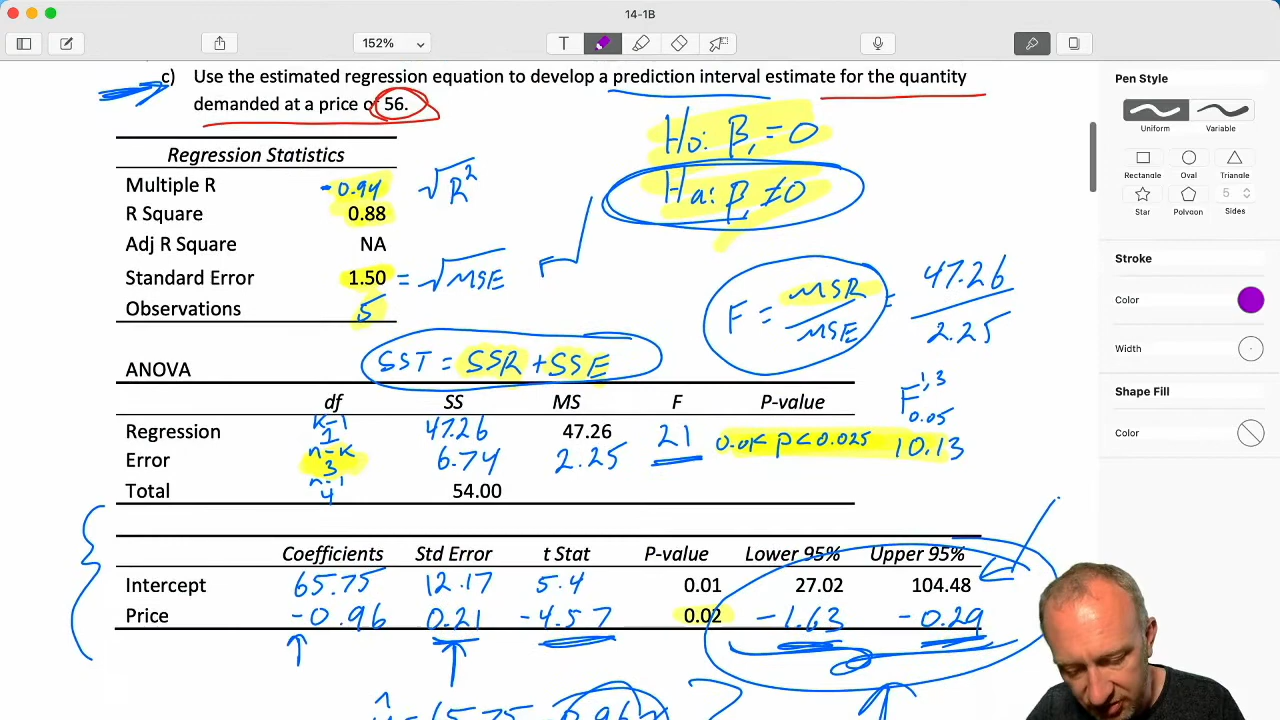 14-1B
152%
T
c) Use the estimated regression equation to develop a prediction interval estimate for the quantity
demanded at a price of 56.
Pen Style
Uniform Variable
Rectangle Oval Triangle
5
Star Polygon Sides
Stroke
Color
Width
Shape Fill
Color
H0: β1 = 0
Ha: β1 ≠ 0
Regression Statistics
Multiple R -0.94 √R²
R Square 0.88
Adj R Square NA
Standard Error 1.50 = √MSE
Observations 5
F = MSR / MSE = 47.26 / 2.25
SST = SSR + SSE
ANOVA
F 1,3 0.05
df SS MS F P-value
k-1
Regression 1 47.26 47.26 21 0.01< p < 0.025 10.13
n-k
Error 3 6.74 2.25
n-1
Total 4 54.00
Coefficients Std Error t Stat P-value Lower 95% Upper 95%
Intercept 65.75 12.17 5.4 0.01 27.02 104.48
Price -0.96 0.21 -4.57 0.02 -1.63 -0.29